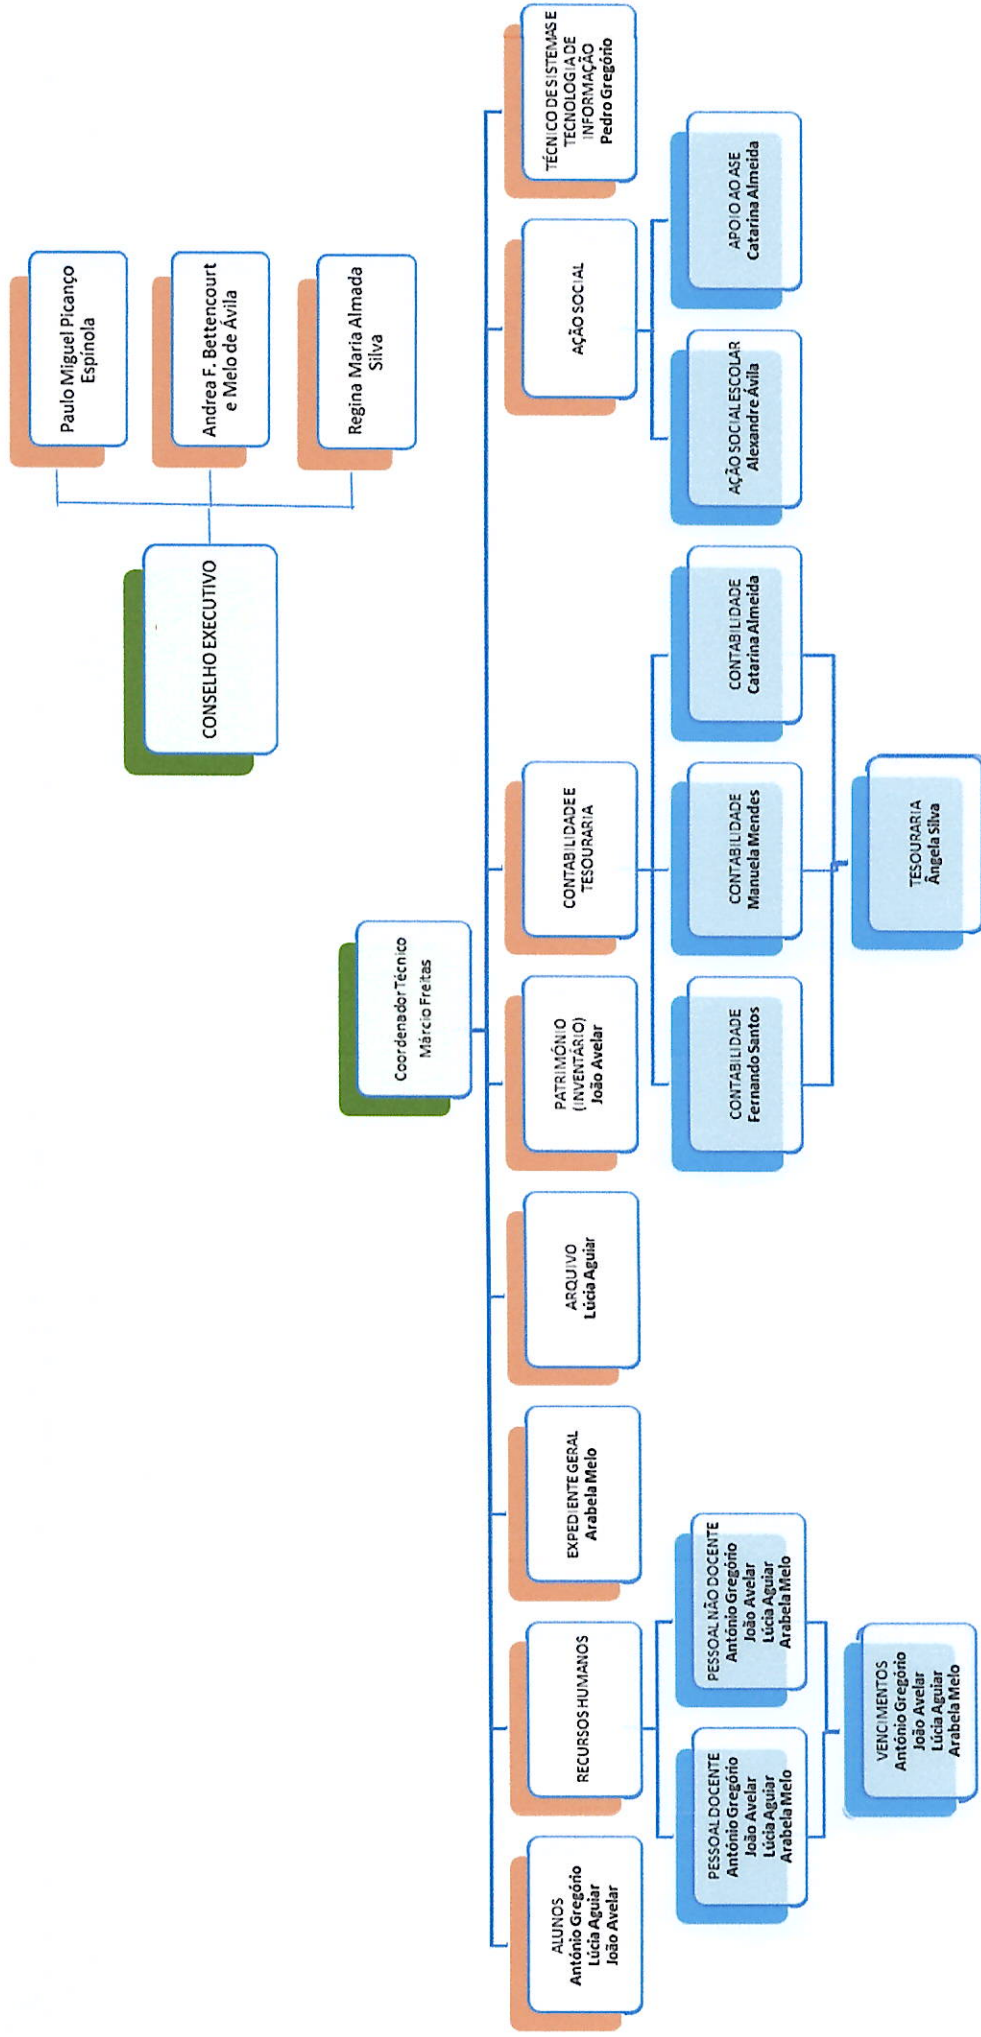 CONSELHO EXECUTIVO
Paulo Miguel Picanço
Espínola
Andrea F. Bettencourt
e Melo de Ávila
Regina Maria Almada
Silva
Coordenador Técnico
Márcio Freitas
ALUNOS
António Gregório
Lúcia Aguiar
João Avelar
RECURSOS HUMANOS
EXPEDIENTE GERAL
Arabela Melo
ARQUIVO
Lúcia Aguiar
PATRIMÓNIO
(INVENTÁRIO)
João Avelar
CONTABILIDADE E
TESOURARIA
AÇÃO SOCIAL
TÉCNICO DE SISTEMAS E
TECNOLOGIA DE
INFORMAÇÃO
Pedro Gregório
PESSOAL DOCENTE
António Gregório
João Avelar
Lúcia Aguiar
Arabela Melo
PESSOAL NÃO DOCENTE
António Gregório
João Avelar
Lúcia Aguiar
Arabela Melo
CONTABILIDADE
Fernando Santos
CONTABILIDADE
Manuela Mendes
CONTABILIDADE
Catarina Almeida
AÇÃO SOCIAL ESCOLAR
Alexandre Ávila
APOIO AO ASE
Catarina Almeida
VENCIMENTOS
António Gregório
João Avelar
Lúcia Aguiar
Arabela Melo
TESOURARIA
Ângela Silva